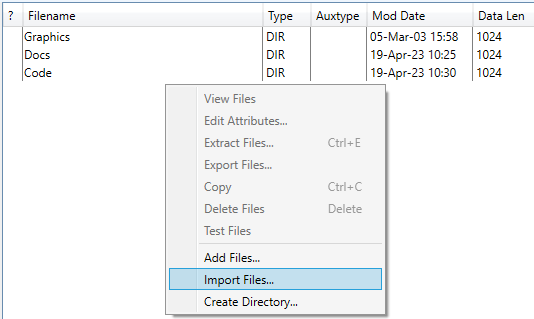 ? Filename Type Auxtype Mod Date Data Len
Graphics DIR 05-Mar-03 15:58 1024
Docs DIR 19-Apr-23 10:25 1024
Code DIR 19-Apr-23 10:30 1024
View Files
Edit Attributes...
Extract Files... Ctrl+E
Export Files...
Copy Ctrl+C
Delete Files Delete
Test Files
Add Files...
Import Files...
Create Directory...